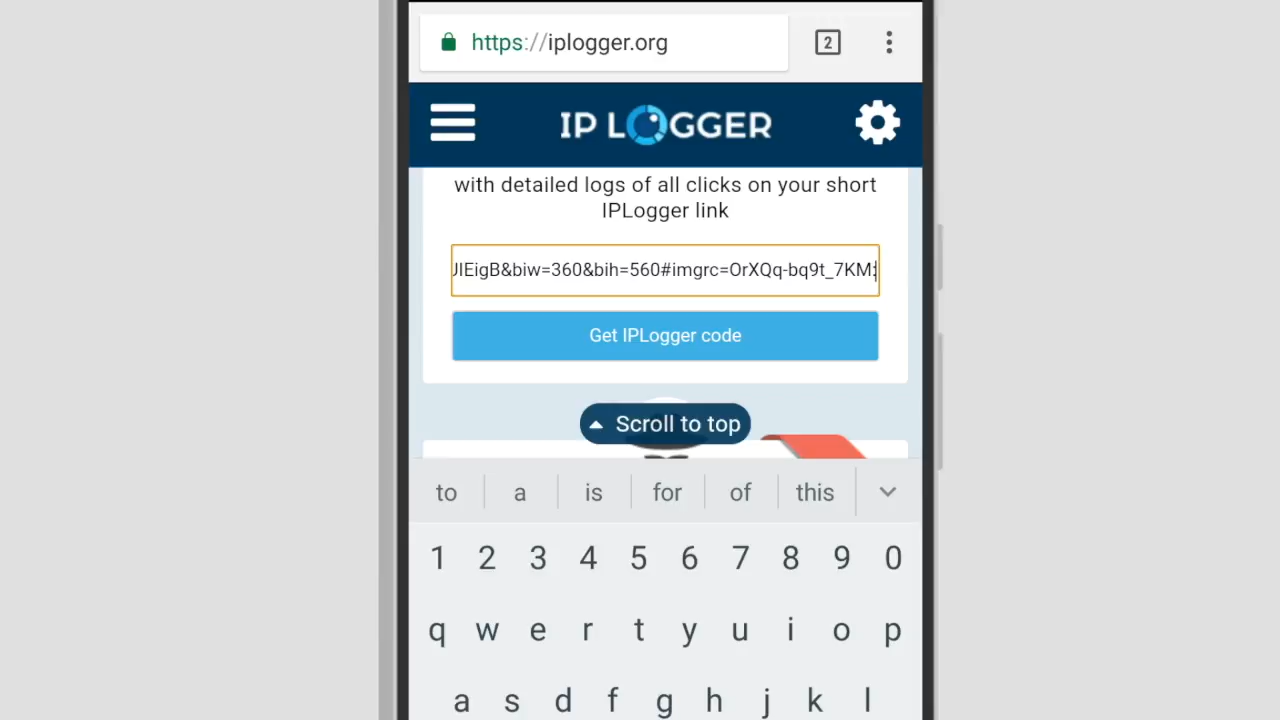 https://iplogger.org
2
IP LOGGER
with detailed logs of all clicks on your short
IPLogger link
JIEigB&biw=360&bih=560#imgrc=OrXQq-bq9t_7KM:
Get IPLogger code
Scroll to top
to a is for of this
1 2 3 4 5 6 7 8 9 0
q w e r t y u i o p
a s d f g h j k l